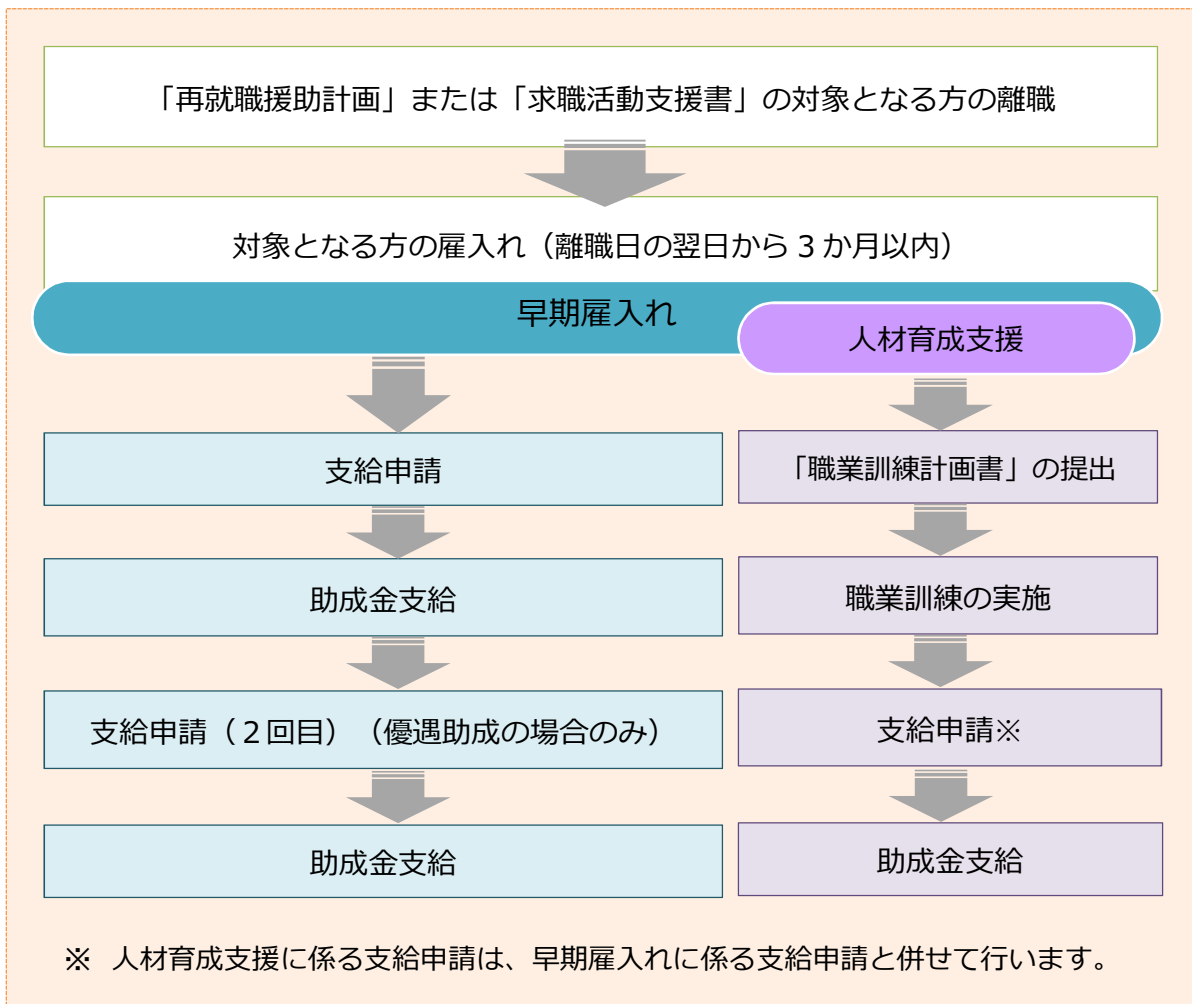 「再就職援助計画」または「求職活動支援書」の対象となる方の離職
対象となる方の雇入れ（離職日の翌日から３か月以内）
早期雇入れ
人材育成支援
支給申請
助成金支給
支給申請（２回目）（優遇助成の場合のみ）
助成金支給
「職業訓練計画書」の提出
職業訓練の実施
支給申請※
助成金支給
※ 人材育成支援に係る支給申請は、早期雇入れに係る支給申請と併せて行います。